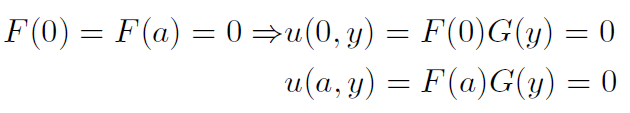 F(0) = F(a) = 0 ⇒u(0, y) = F(0)G(y) = 0
u(a, y) = F(a)G(y) = 0